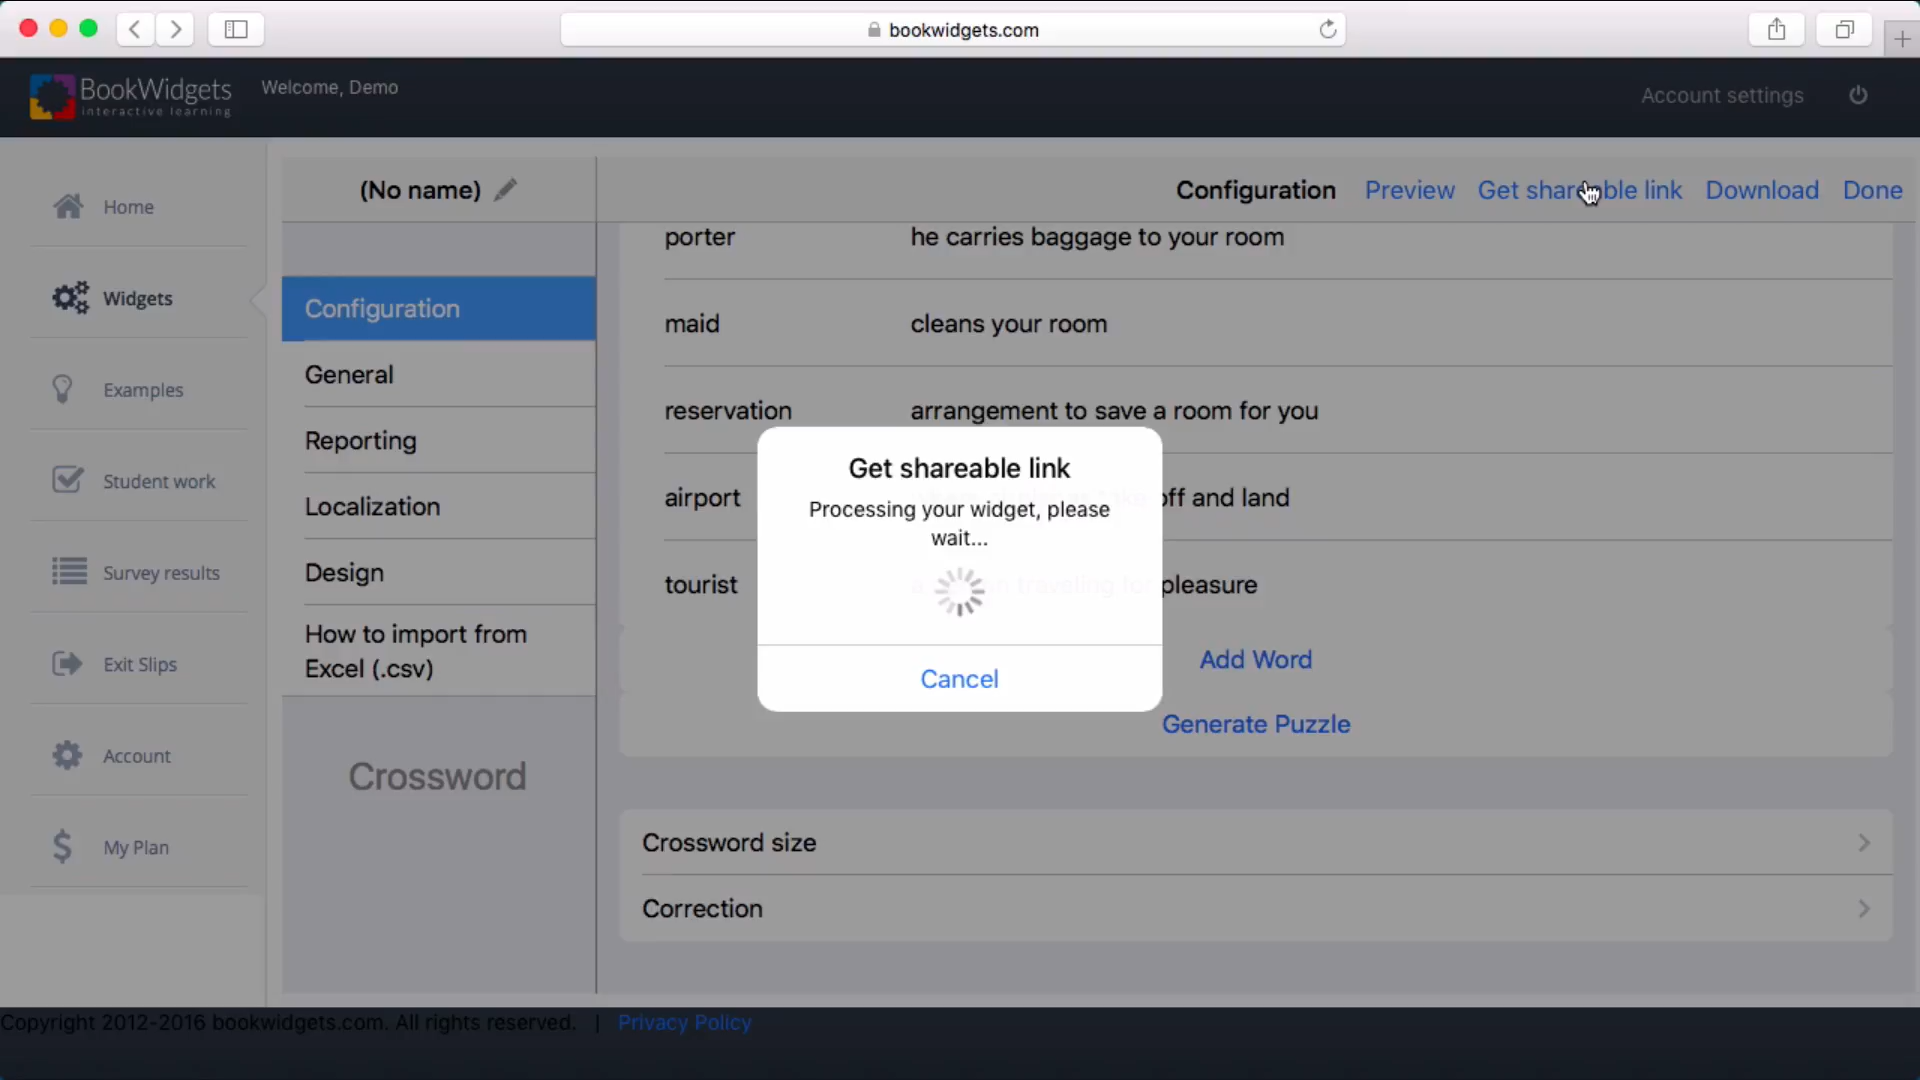 bookwidgets.com
BookWidgets
interactive learning
Welcome, Demo
Account settings
Home
Widgets
Examples
Student work
Survey results
Exit Slips
Account
My Plan
(No name)
Configuration
General
Reporting
Localization
Design
How to import from
Excel (.csv)
Crossword
Configuration Preview Get shareable link Download Done
porter he carries baggage to your room
maid cleans your room
reservation arrangement to save a room for you
airport off and land
tourist traveling for pleasure
Add Word
Generate Puzzle
Crossword size
Correction
Get shareable link
Processing your widget, please
wait...
Cancel
Copyright 2012-2016 bookwidgets.com. All rights reserved. | Privacy Policy